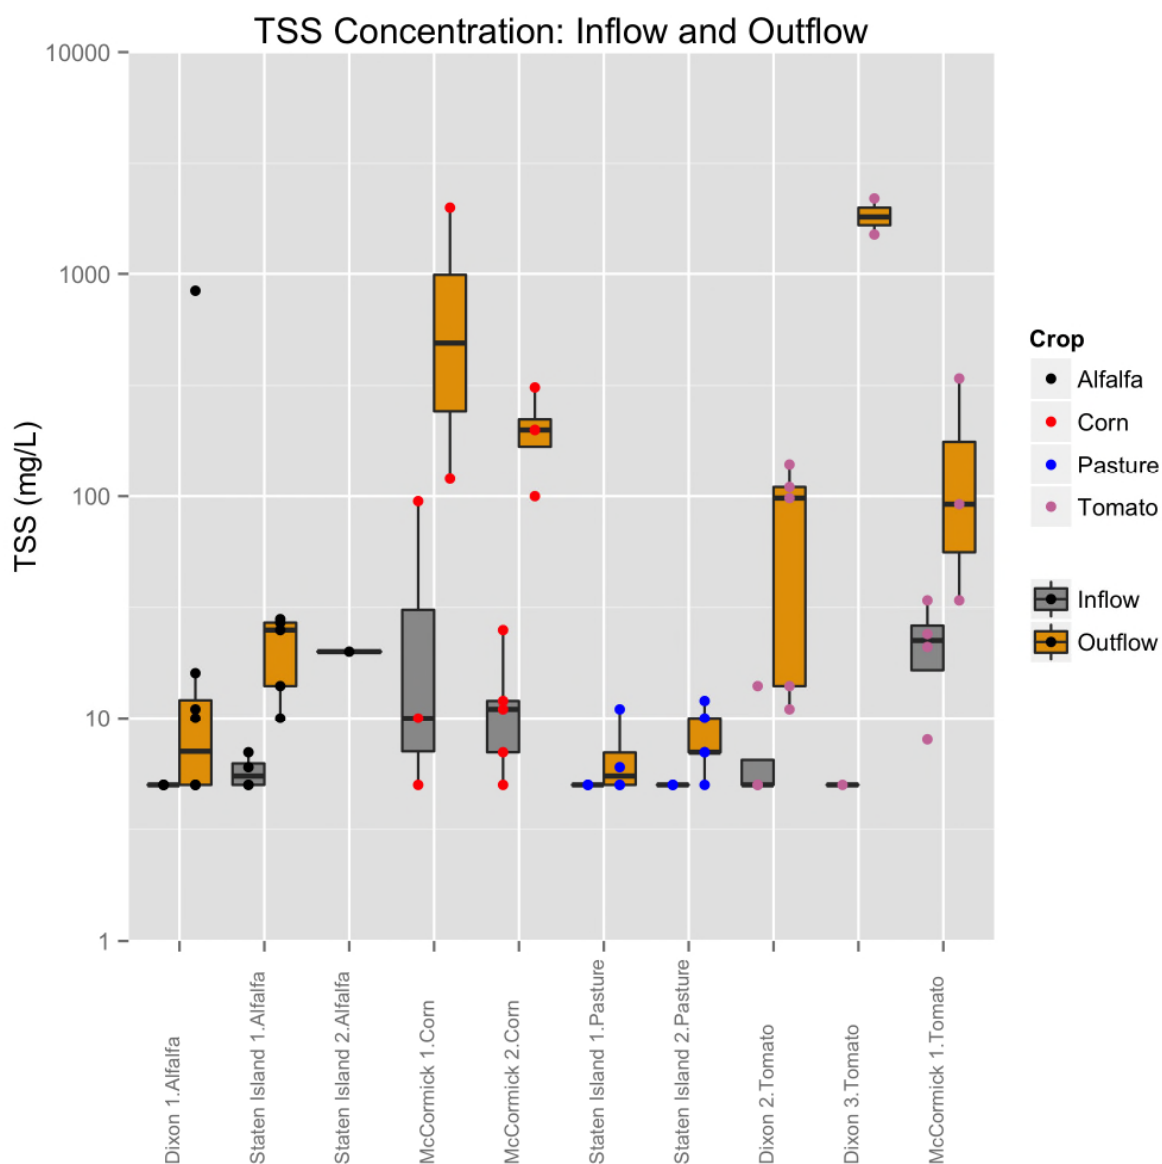 TSS Concentration: Inflow and Outflow
10000
1000
100
10
1
TSS (mg/L)
Dixon 1.Alfalfa
Staten Island 1.Alfalfa
Staten Island 2.Alfalfa
McCormick 1.Corn
McCormick 2.Corn
Staten Island 1.Pasture
Staten Island 2.Pasture
Dixon 2.Tomato
Dixon 3.Tomato
McCormick 1.Tomato
Crop
Alfalfa
Corn
Pasture
Tomato
Inflow
Outflow